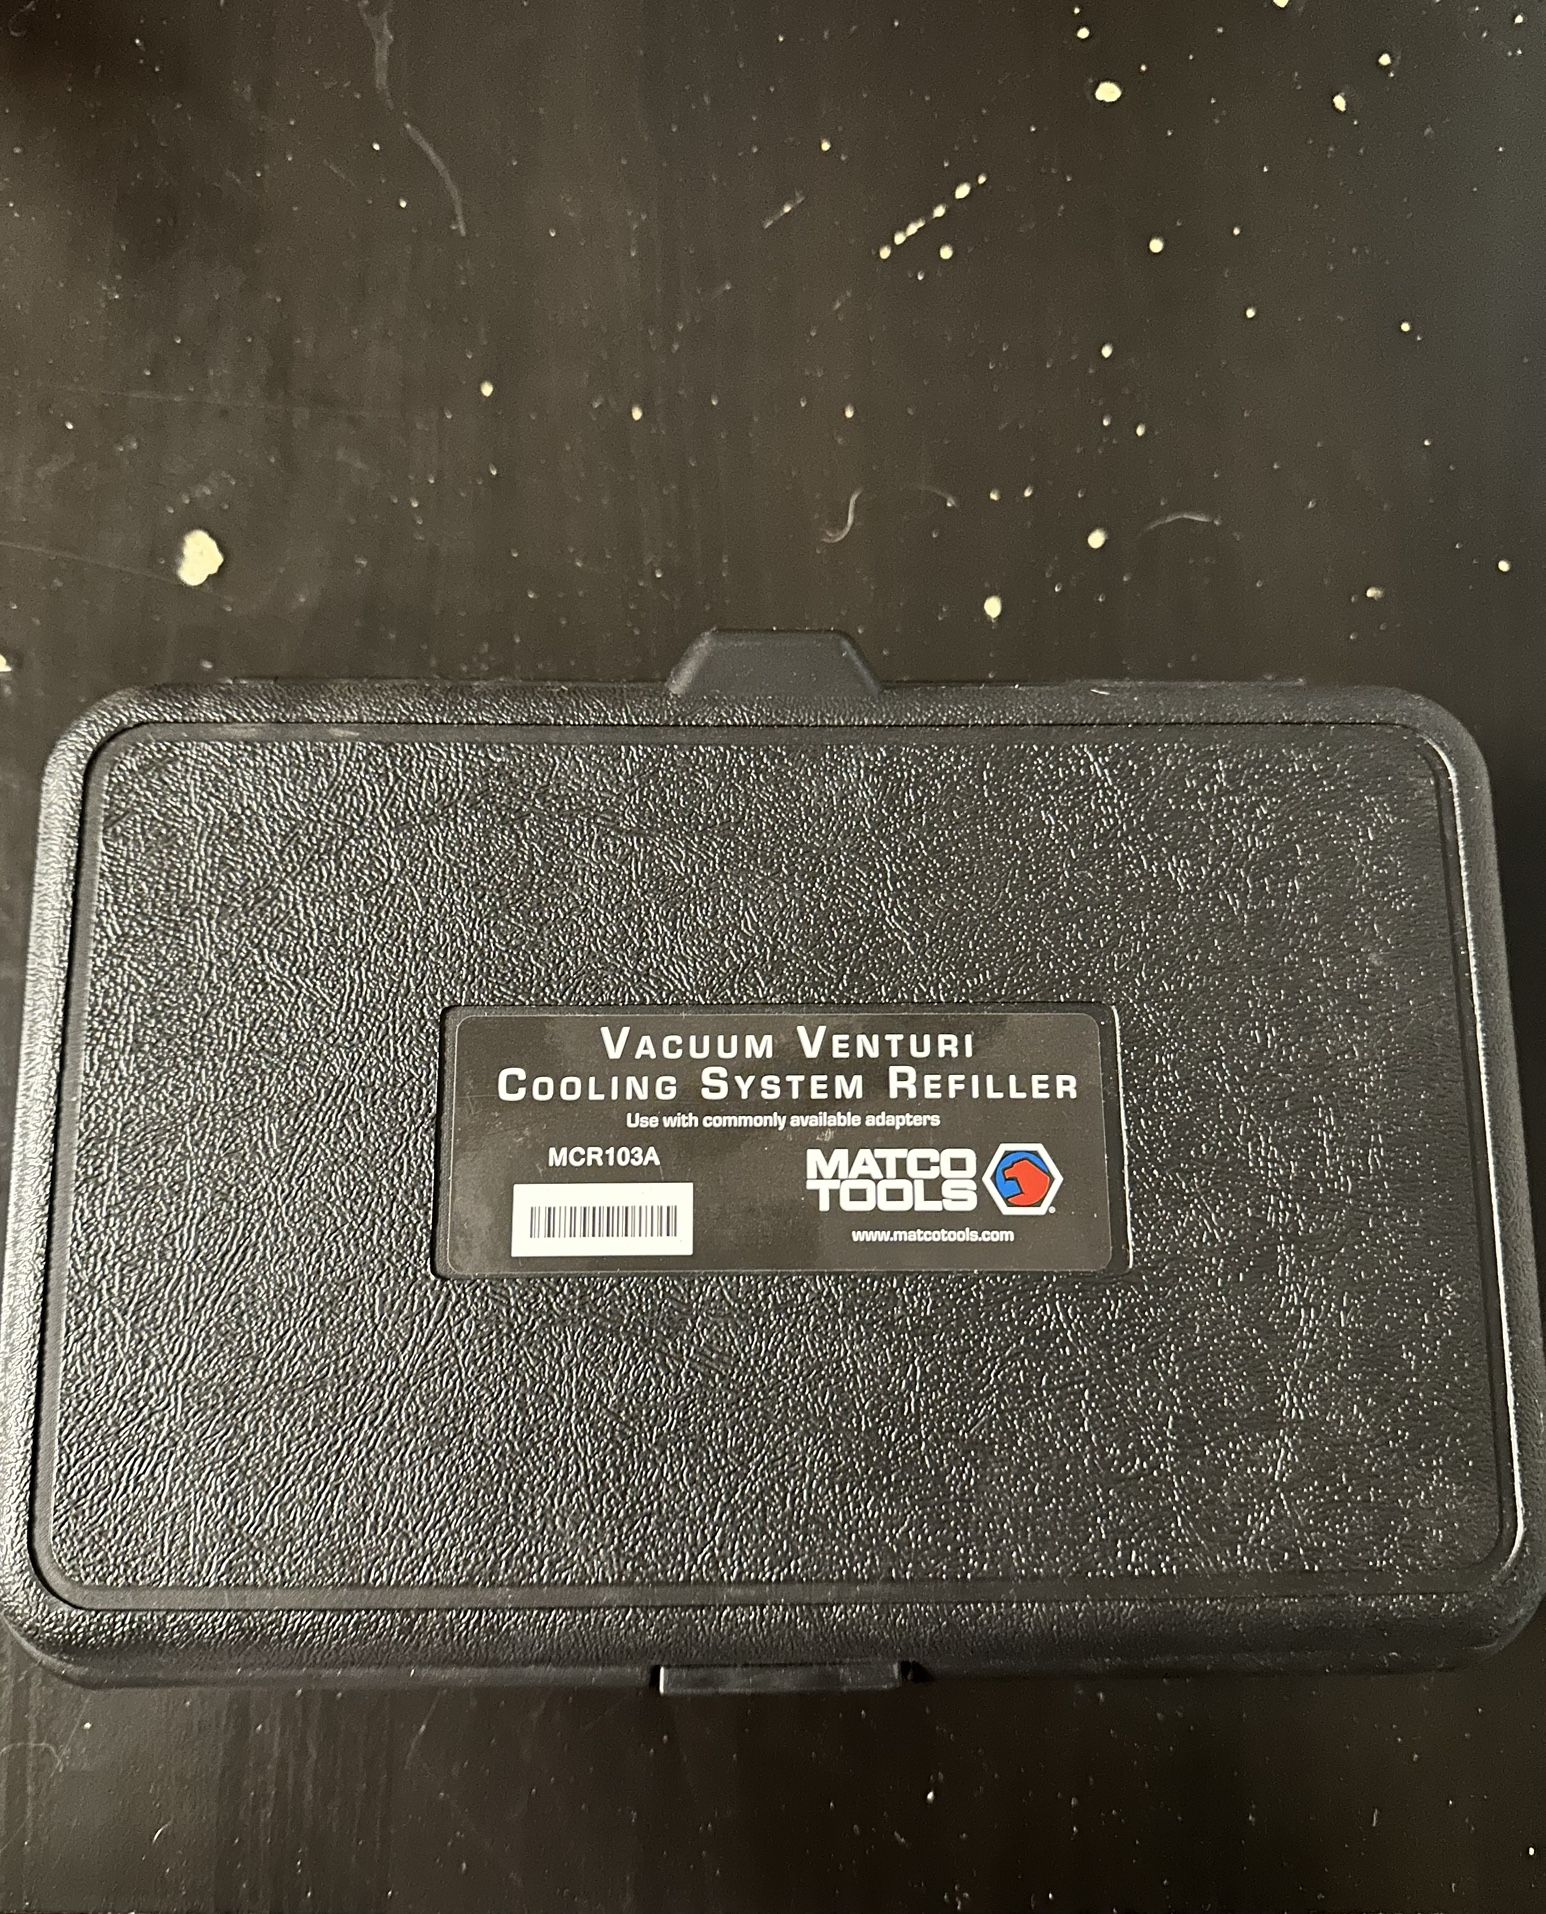 VACUUM VENTURI
COOLING SYSTEM REFILLER
Use with commonly available adapters
MCR103A
MATCO
TOOLS®
www.matcotools.com